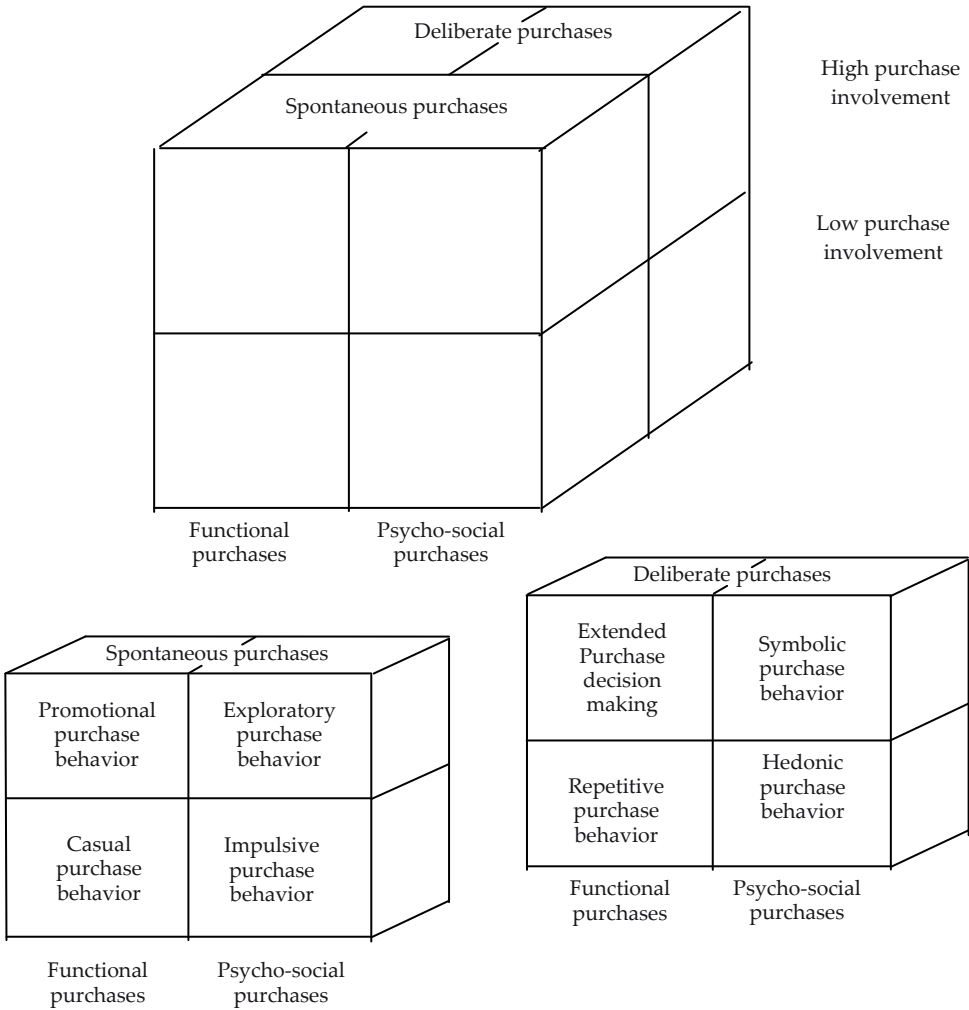 Deliberate purchases
Spontaneous purchases
High purchase
involvement
Low purchase
involvement
Functional
purchases
Psycho-social
purchases
Deliberate purchases
Extended
Purchase
decision
making
Symbolic
purchase
behavior
Repetitive
purchase
behavior
Hedonic
purchase
behavior
Functional
purchases
Psycho-social
purchases
Spontaneous purchases
Promotional
purchase
behavior
Exploratory
purchase
behavior
Casual
purchase
behavior
Impulsive
purchase
behavior
Functional
purchases
Psycho-social
purchases